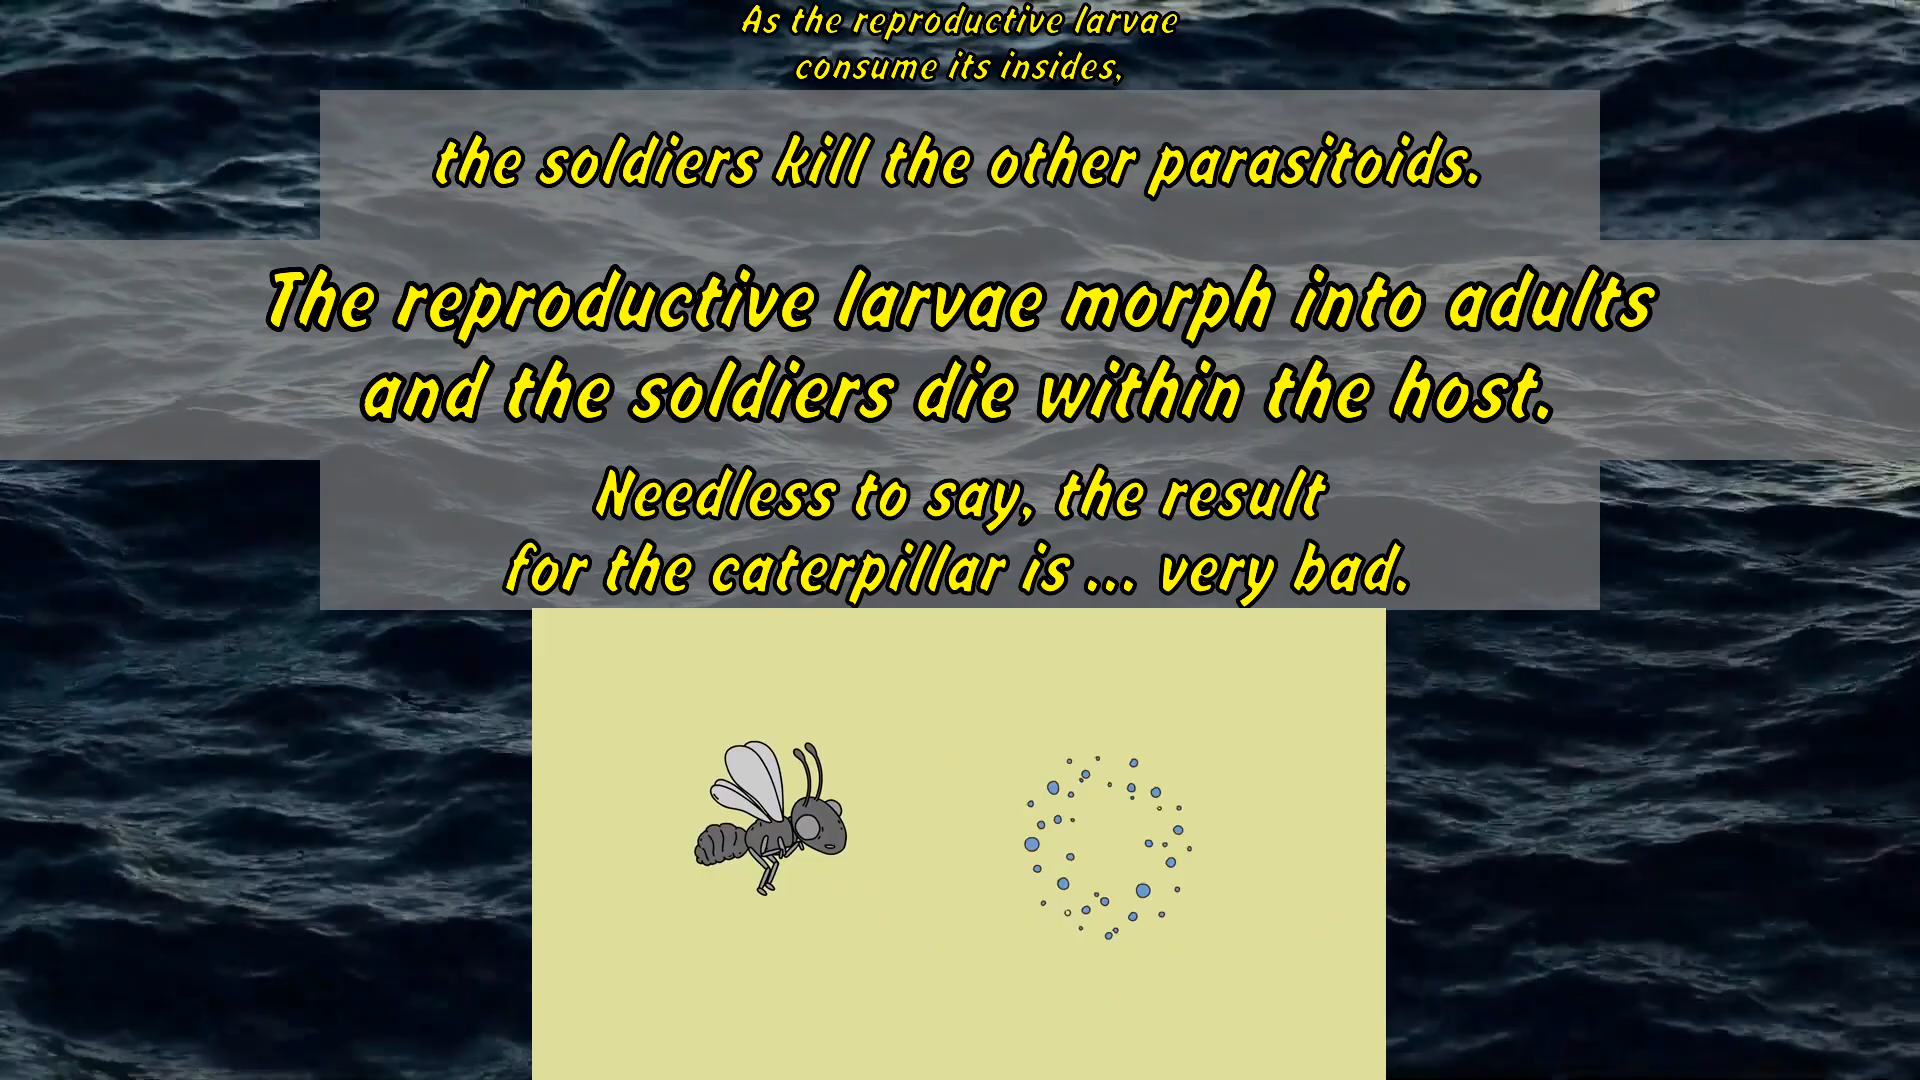 As the reproductive larvae
consume its insides,
the soldiers kill the other parasitoids.
The reproductive larvae morph into adults
and the soldiers die within the host.
Needless to say, the result
for the caterpillar is ... very bad.